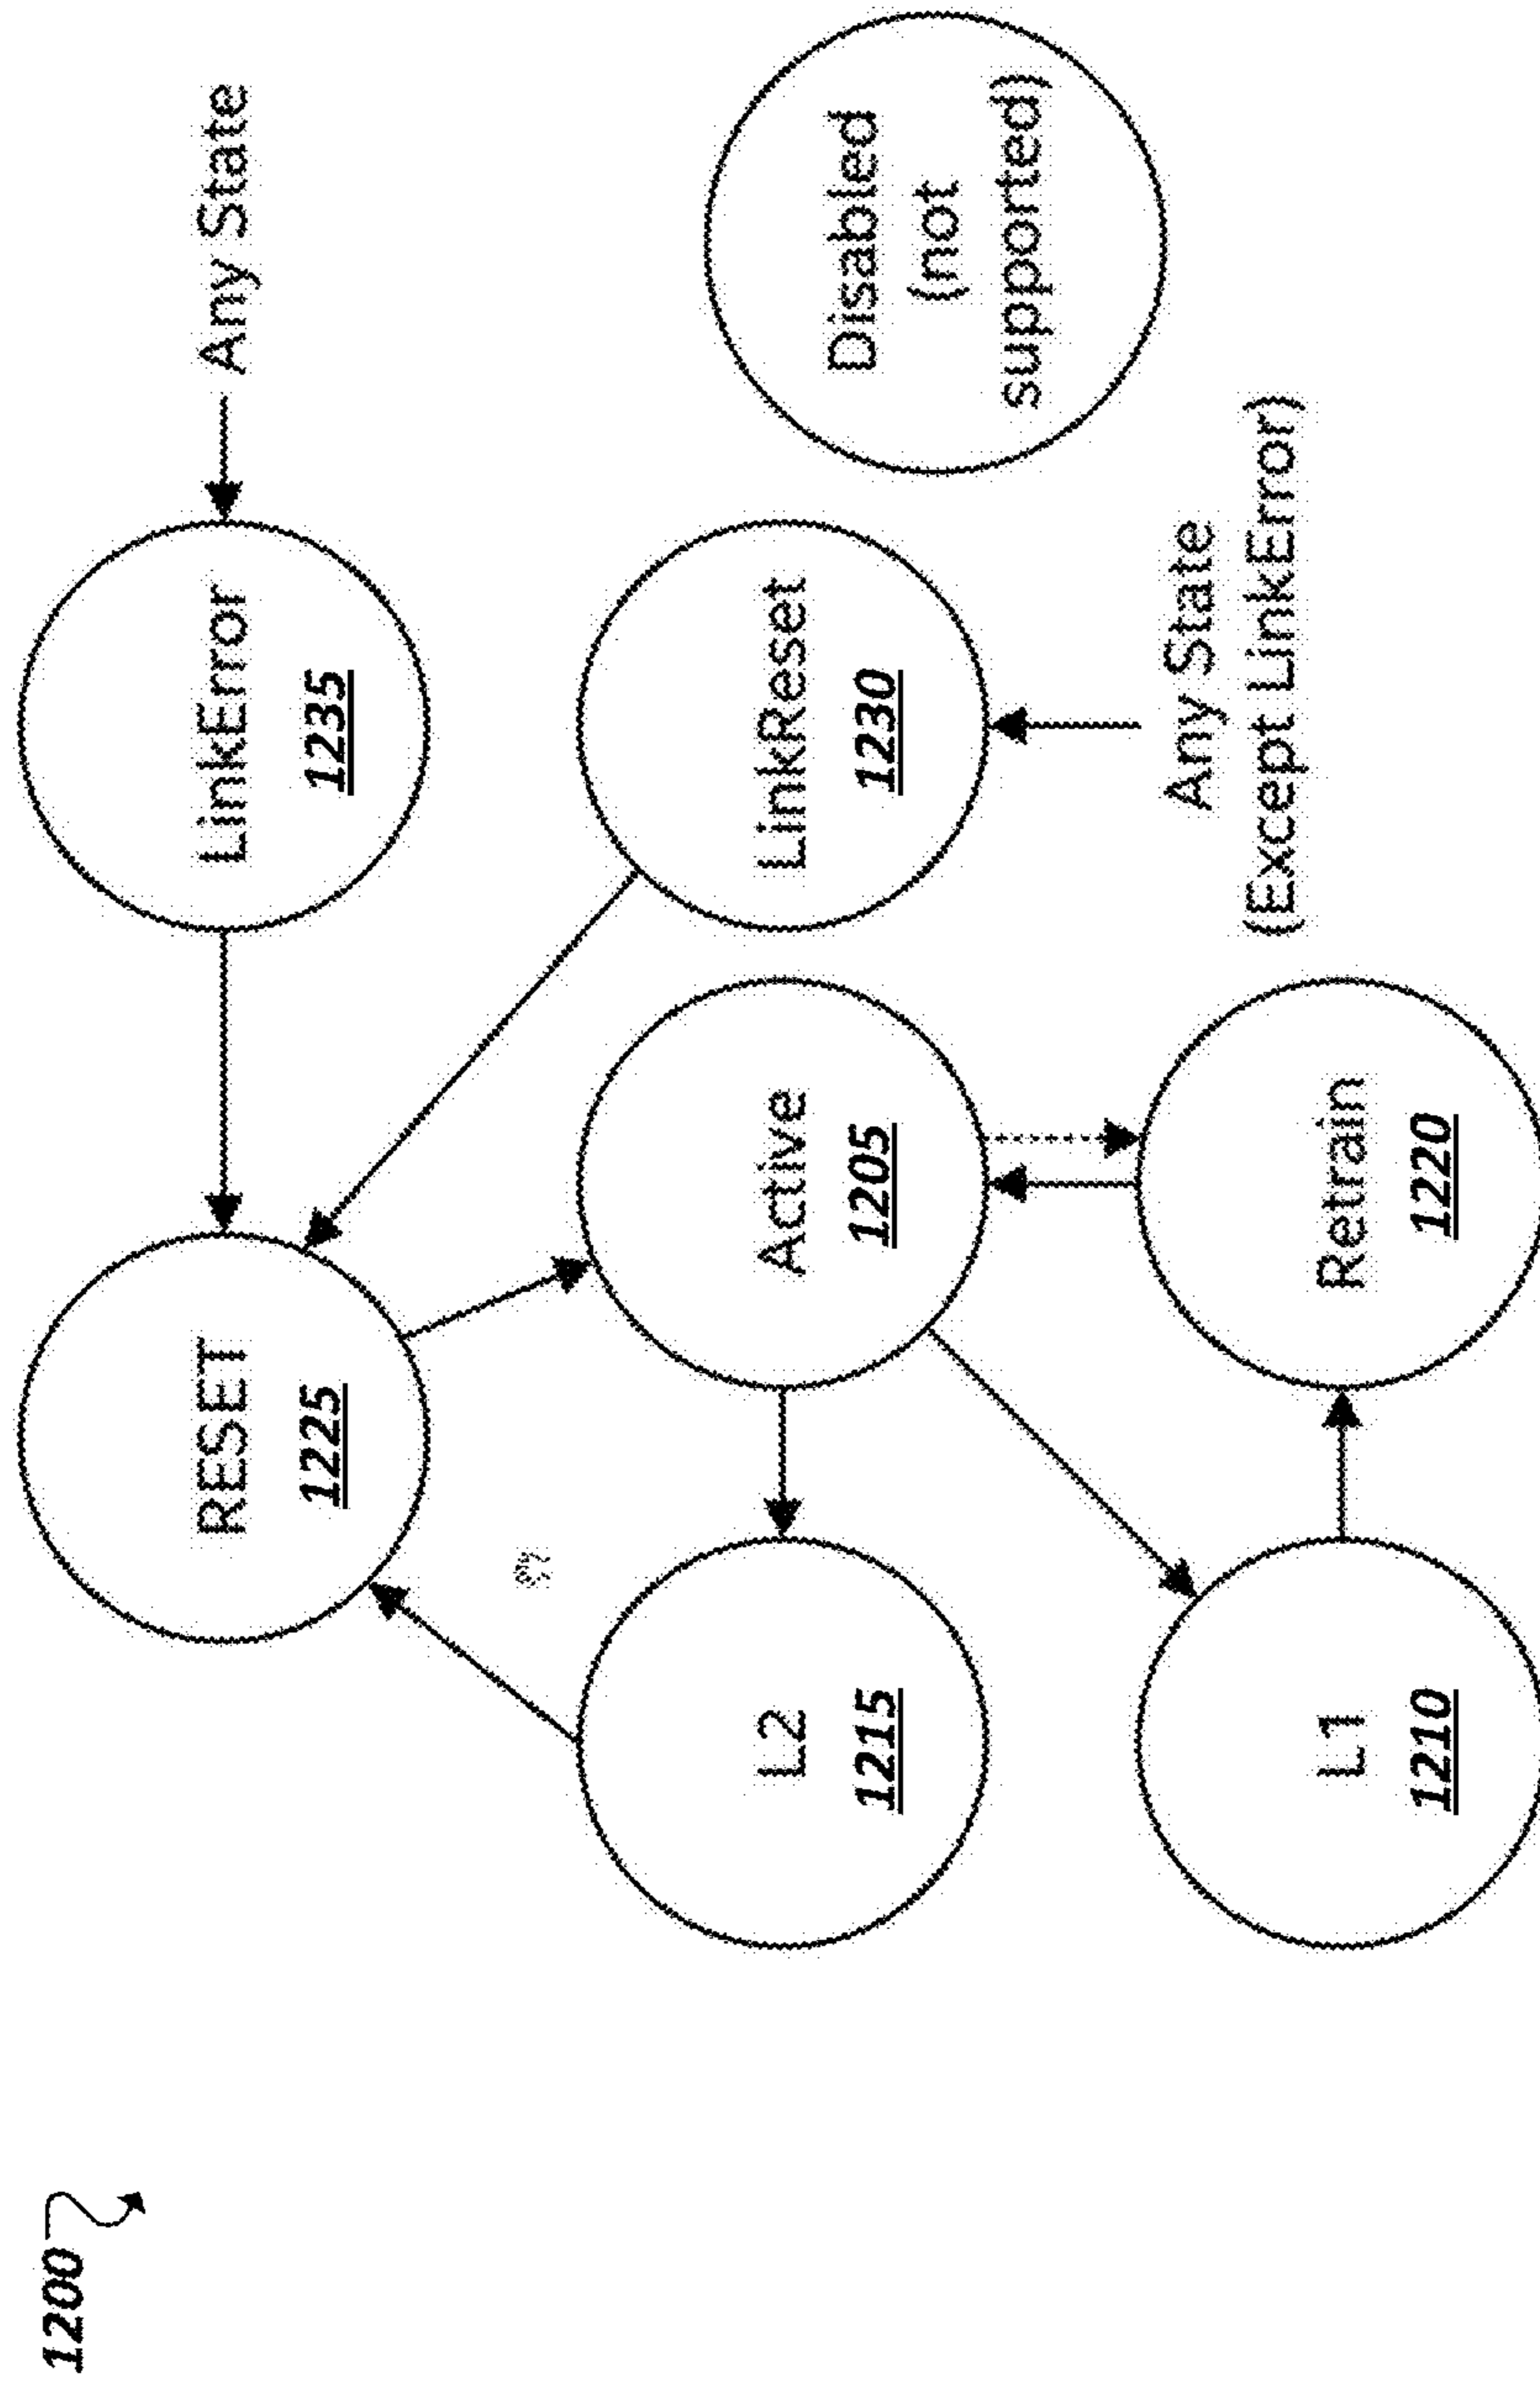 1200
RESET
1225
LinkError
1235
Any State
L2
1215
Active
1205
LinkReset
1230
Disabled
(not
supported)
L1
1210
Retrain
1220
Any State
(Except LinkError)